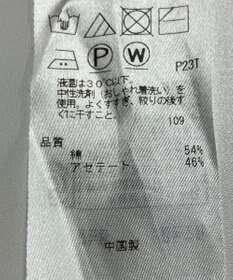 P W
P23T
液温は30℃以下。
中性洗剤(おしゃれ着洗い)を
使用。よくすすぎ、絞りの後す
ぐに干すこと。
109
品質
綿 54%
アセテート 46%
中国製